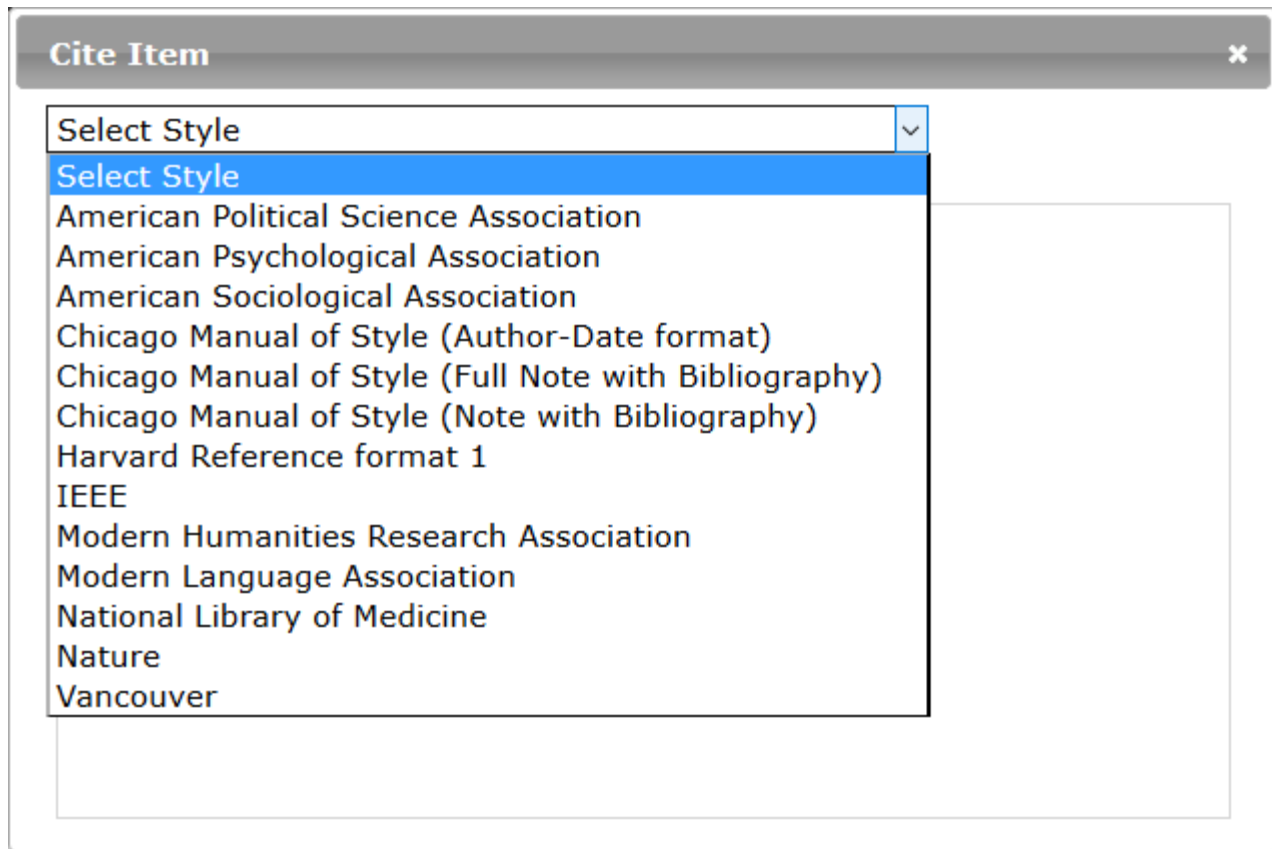 Cite Item
Select Style
Select Style
American Political Science Association
American Psychological Association
American Sociological Association
Chicago Manual of Style (Author-Date format)
Chicago Manual of Style (Full Note with Bibliography)
Chicago Manual of Style (Note with Bibliography)
Harvard Reference format 1
IEEE
Modern Humanities Research Association
Modern Language Association
National Library of Medicine
Nature
Vancouver